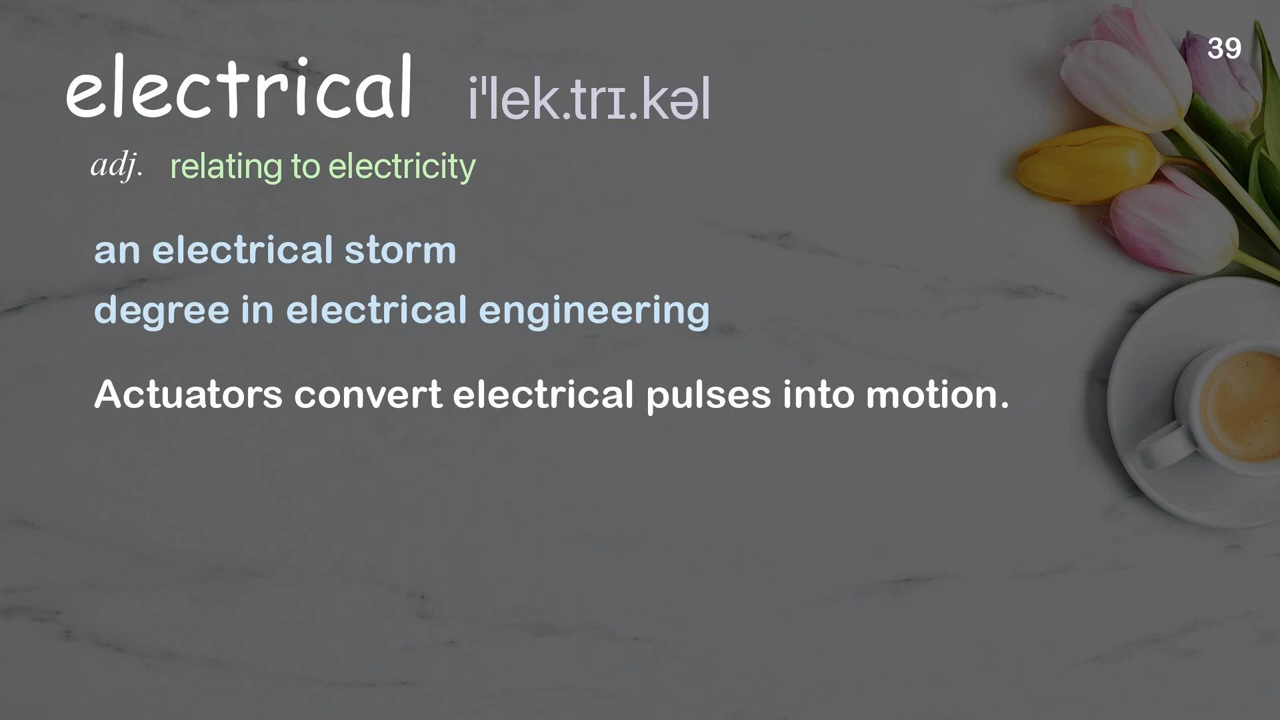 39
electrical iˈlek.trɪ.kəl
adj. relating to electricity
an electrical storm
degree in electrical engineering
Actuators convert electrical pulses into motion.